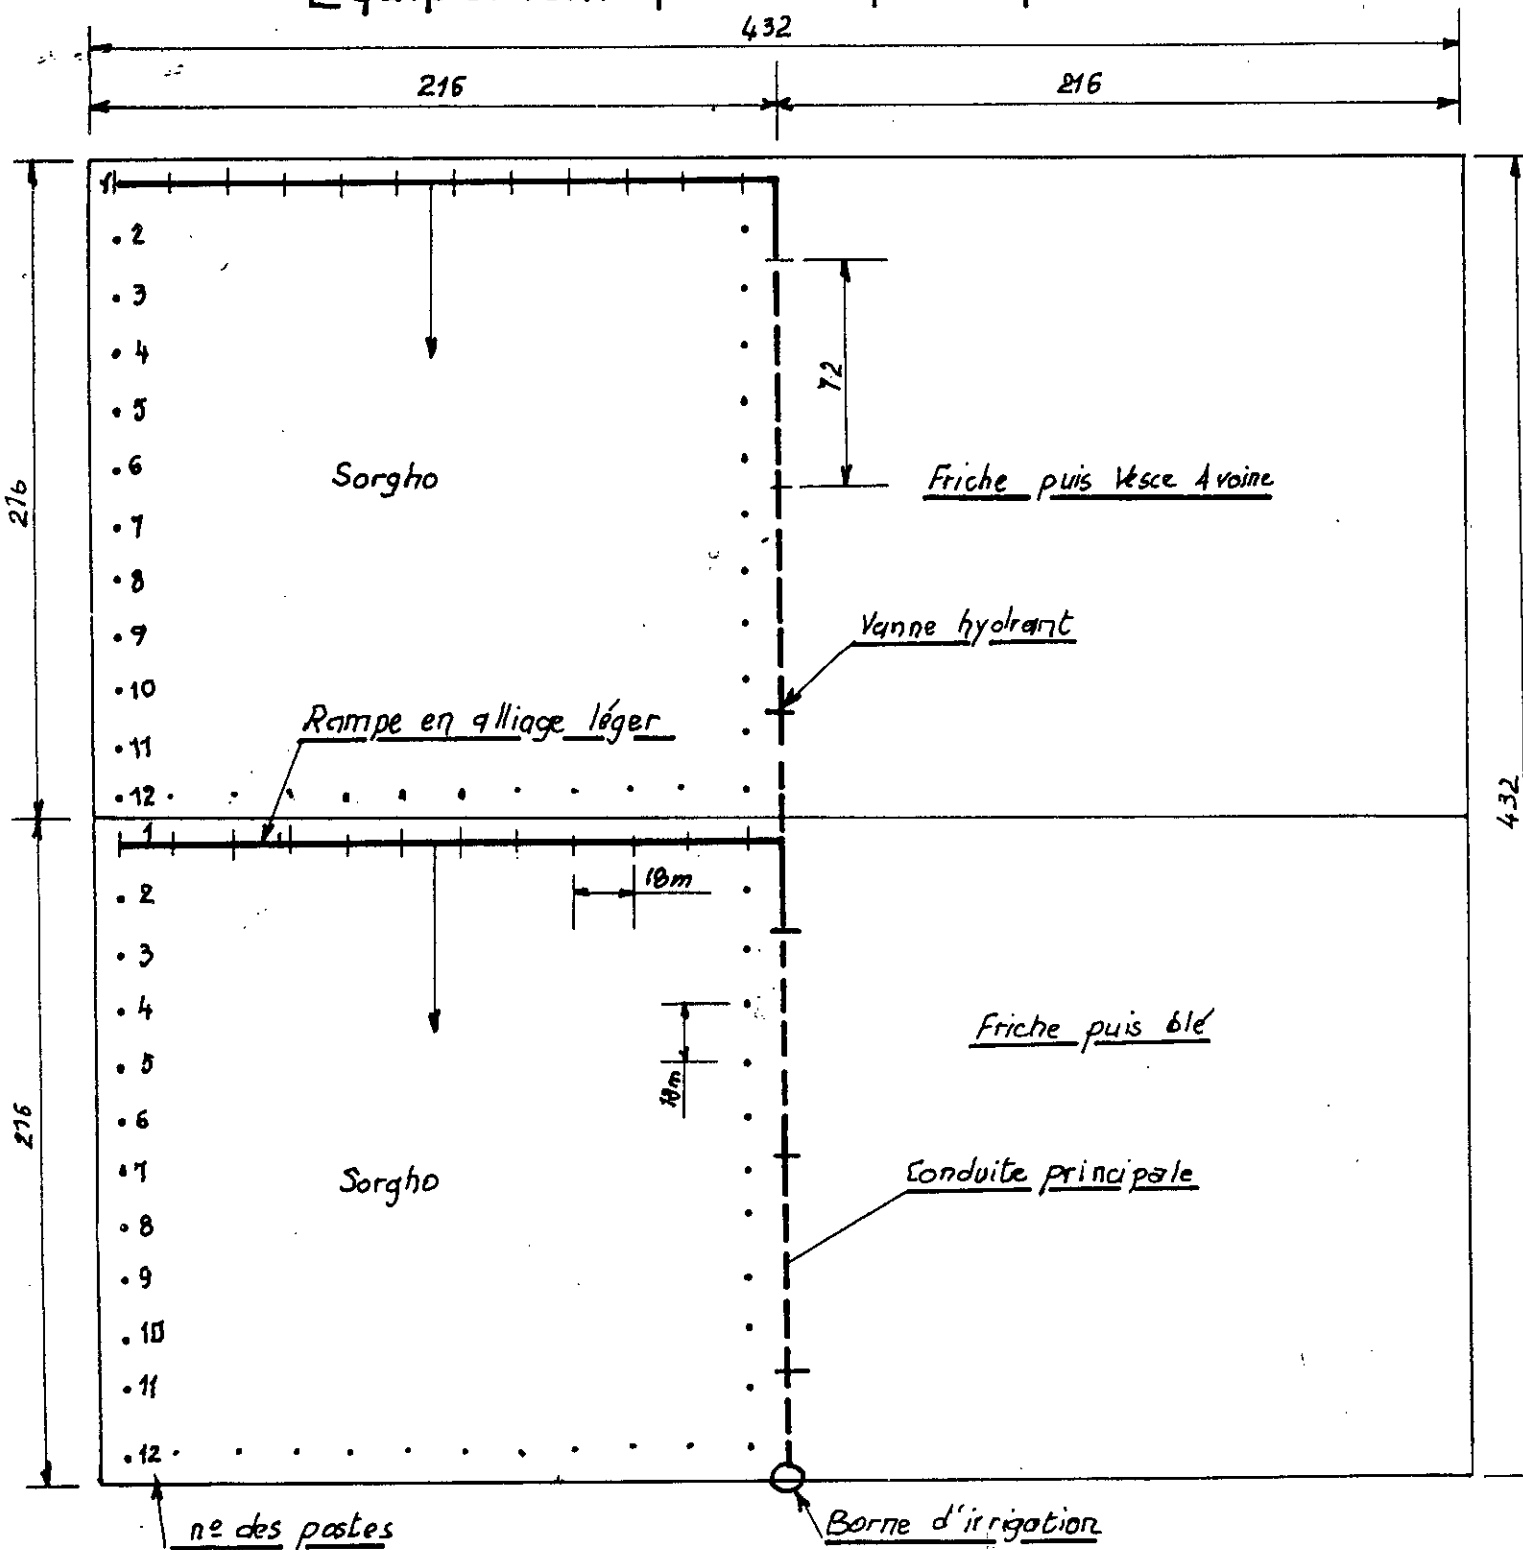 432
216 216
1
2
3
4
72
5
216
6
Sorgho
Friche puis Vesce Avoine
7
8
9
Vanne hydrant
10
Rampe en alliage léger
11
12
432
1
18m
2
3
4
Friche puis blé
5
18m
216
6
7
Sorgho
Conduite principale
8
9
10
11
12
nº des postes
Borne d'irrigation